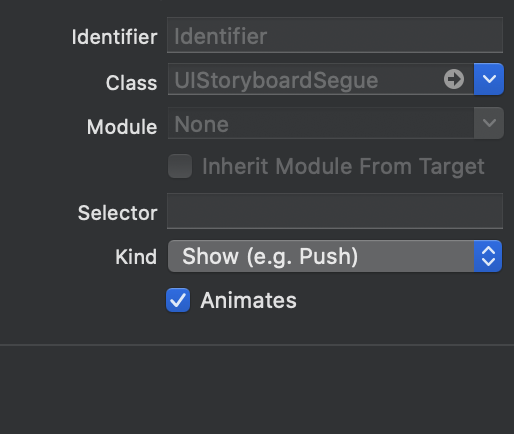 Identifier Identifier
Class UIStoryboardSegue
Module None
Inherit Module From Target
Selector
Kind Show (e.g. Push)
Animates